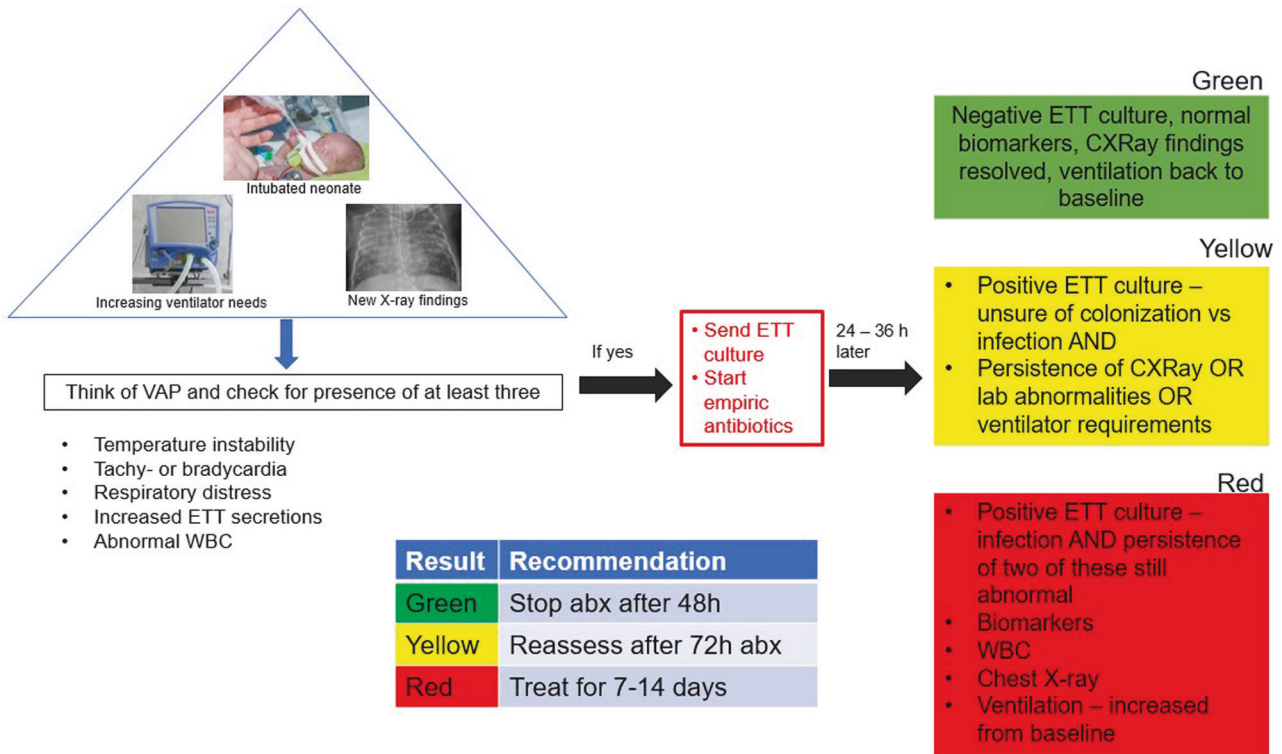 Intubated neonate
Increasing ventilator needs
New X-ray findings
Think of VAP and check for presence of at least three
• Temperature instability
• Tachy- or bradycardia
• Respiratory distress
• Increased ETT secretions
• Abnormal WBC
If yes
• Send ETT
culture
• Start
empiric
antibiotics
24 – 36 h
later
Green
Negative ETT culture, normal
biomarkers, CXRay findings
resolved, ventilation back to
baseline
Yellow
• Positive ETT culture –
unsure of colonization vs
infection AND
• Persistence of CXRay OR
lab abnormalities OR
ventilator requirements
Red
• Positive ETT culture –
infection AND persistence
of two of these still
abnormal
• Biomarkers
• WBC
• Chest X-ray
• Ventilation – increased
from baseline
Result Recommendation
Green Stop abx after 48h
Yellow Reassess after 72h abx
Red Treat for 7-14 days